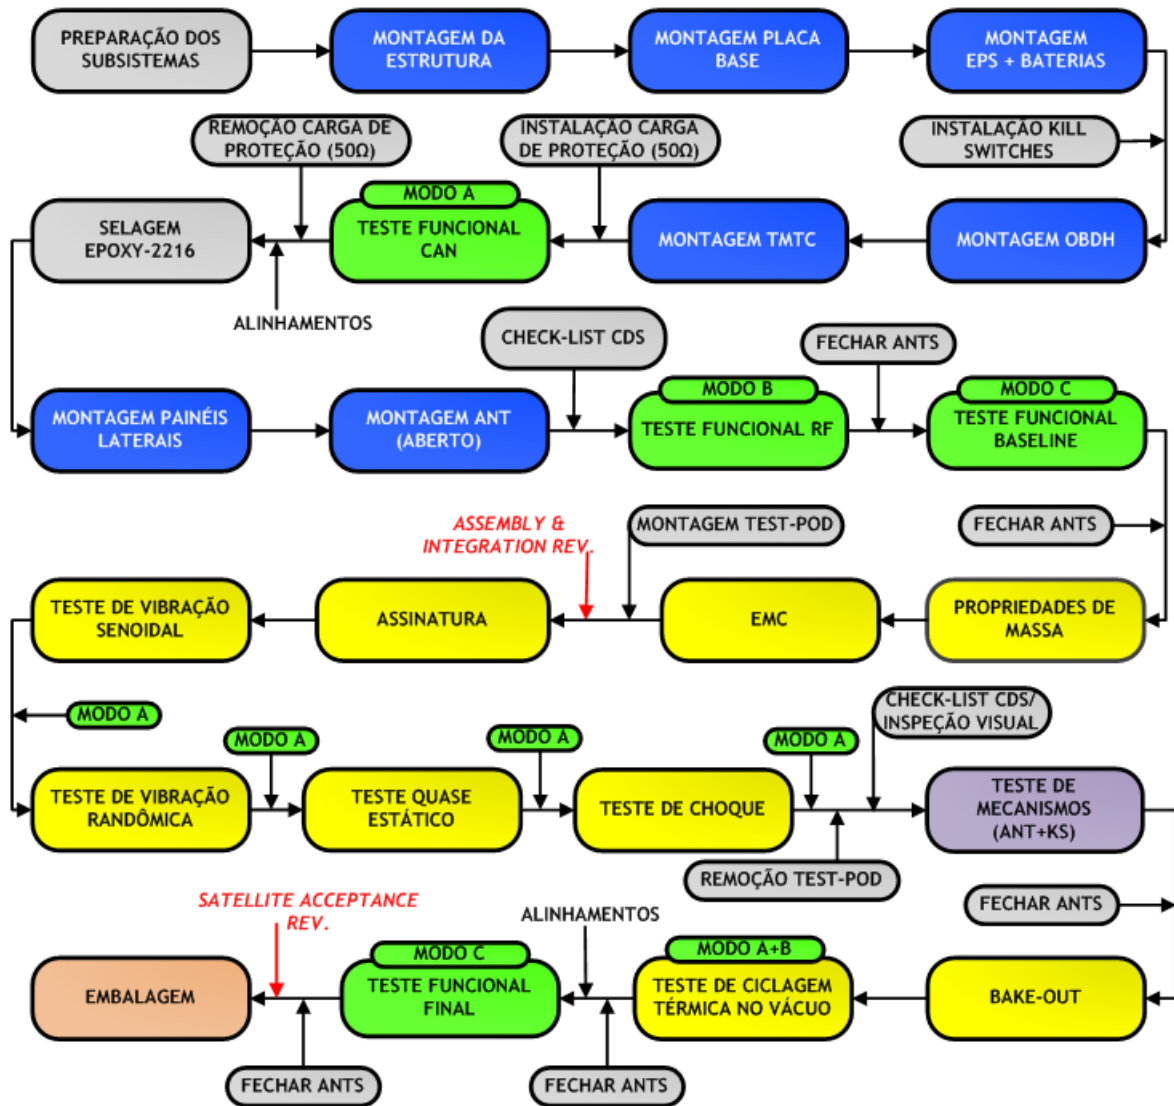 PREPARAÇÃO DOS
SUBSISTEMAS
MONTAGEM DA
ESTRUTURA
MONTAGEM PLACA
BASE
MONTAGEM
EPS + BATERIAS
REMOÇÃO CARGA DE
PROTEÇÃO (50Ω)
INSTALAÇÃO CARGA
DE PROTEÇÃO (50Ω)
INSTALAÇÃO KILL
SWITCHES
SELAGEM
EPOXY-2216
MODO A
TESTE FUNCIONAL
CAN
MONTAGEM TMTC
MONTAGEM OBDH
ALINHAMENTOS
CHECK-LIST CDS
FECHAR ANTS
MONTAGEM PAINÉIS
LATERAIS
MONTAGEM ANT
(ABERTO)
MODO B
TESTE FUNCIONAL RF
MODO C
TESTE FUNCIONAL
BASELINE
ASSEMBLY &
INTEGRATION REV.
MONTAGEM TEST-POD
FECHAR ANTS
TESTE DE VIBRAÇÃO
SENOIDAL
ASSINATURA
EMC
PROPRIEDADES DE
MASSA
MODO A
MODO A
MODO A
MODO A
CHECK-LIST CDS/
INSPEÇÃO VISUAL
TESTE DE VIBRAÇÃO
RANDÔMICA
TESTE QUASE
ESTÁTICO
TESTE DE CHOQUE
TESTE DE
MECANISMOS
(ANT+KS)
REMOÇÃO TEST-POD
SATELLITE ACCEPTANCE
REV.
ALINHAMENTOS
FECHAR ANTS
EMBALAGEM
MODO C
TESTE FUNCIONAL
FINAL
MODO A+B
TESTE DE CICLAGEM
TÉRMICA NO VÁCUO
BAKE-OUT
FECHAR ANTS
FECHAR ANTS